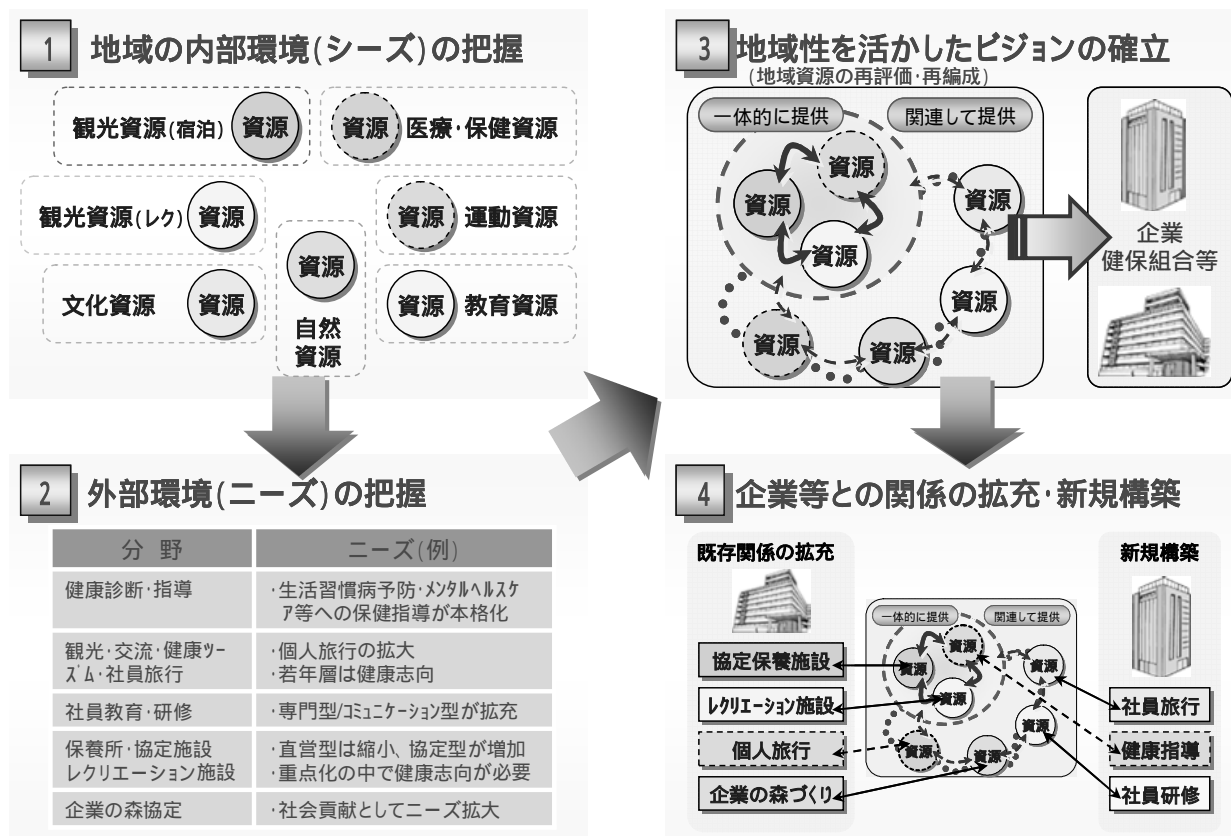 1 地域の内部環境(シーズ)の把握
観光資源(宿泊) 資源
資源 医療・保健資源
観光資源(レク) 資源
資源 運動資源
資源
自然
資源
文化資源 資源
資源 教育資源
2 外部環境(ニーズ)の把握
分 野 ニーズ(例)
健康診断・指導 ・生活習慣病予防・メンタルヘルスケ
ア等への保健指導が本格化
観光・交流・健康ツー ・個人旅行の拡大
ズム・社員旅行 ・若年層は健康志向
社員教育・研修 ・専門型/コミュニケーション型が拡充
保養所・協定施設 ・直営型は縮小、協定型が増加
レクリエーション施設 ・重点化の中で健康志向が必要
企業の森協定 ・社会貢献としてニーズ拡大
3 地域性を活かしたビジョンの確立
(地域資源の再評価・再編成)
一体的に提供 関連して提供
資源
資源
資源
資源
資源
資源
資源
企業
健保組合等
4 企業等との関係の拡充・新規構築
既存関係の拡充
新規構築
一体的に提供 関連して提供
資源
資源
資源
資源
資源
資源
資源
協定保養施設
レクリエーション施設
個人旅行
企業の森づくり
社員旅行
健康指導
社員研修